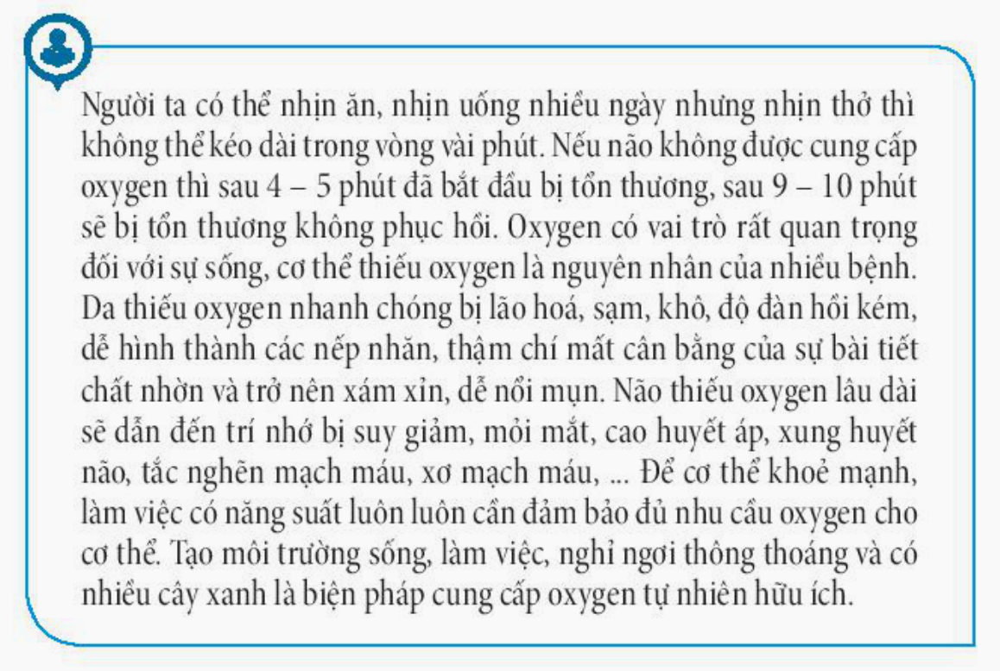 Người ta có thể nhịn ăn, nhịn uống nhiều ngày nhưng nhịn thở thì
không thể kéo dài trong vòng vài phút. Nếu não không được cung cấp
oxygen thì sau 4 – 5 phút đã bắt đầu bị tổn thương, sau 9 – 10 phút
sẽ bị tổn thương không phục hồi. Oxygen có vai trò rất quan trọng
đối với sự sống, cơ thể thiếu oxygen là nguyên nhân của nhiều bệnh.
Da thiếu oxygen nhanh chóng bị lão hoá, sạm, khô, độ đàn hồi kém,
dễ hình thành các nếp nhăn, thậm chí mất cân bằng của sự bài tiết
chất nhờn và trở nên xám xỉn, dễ nổi mụn. Não thiếu oxygen lâu dài
sẽ dẫn đến trí nhớ bị suy giảm, mỏi mắt, cao huyết áp, xung huyết
não, tắc nghẽn mạch máu, xơ mạch máu, ... Để cơ thể khoẻ mạnh,
làm việc có năng suất luôn luôn cần đảm bảo đủ nhu cầu oxygen cho
cơ thể. Tạo môi trường sống, làm việc, nghỉ ngơi thông thoáng và có
nhiều cây xanh là biện pháp cung cấp oxygen tự nhiên hữu ích.